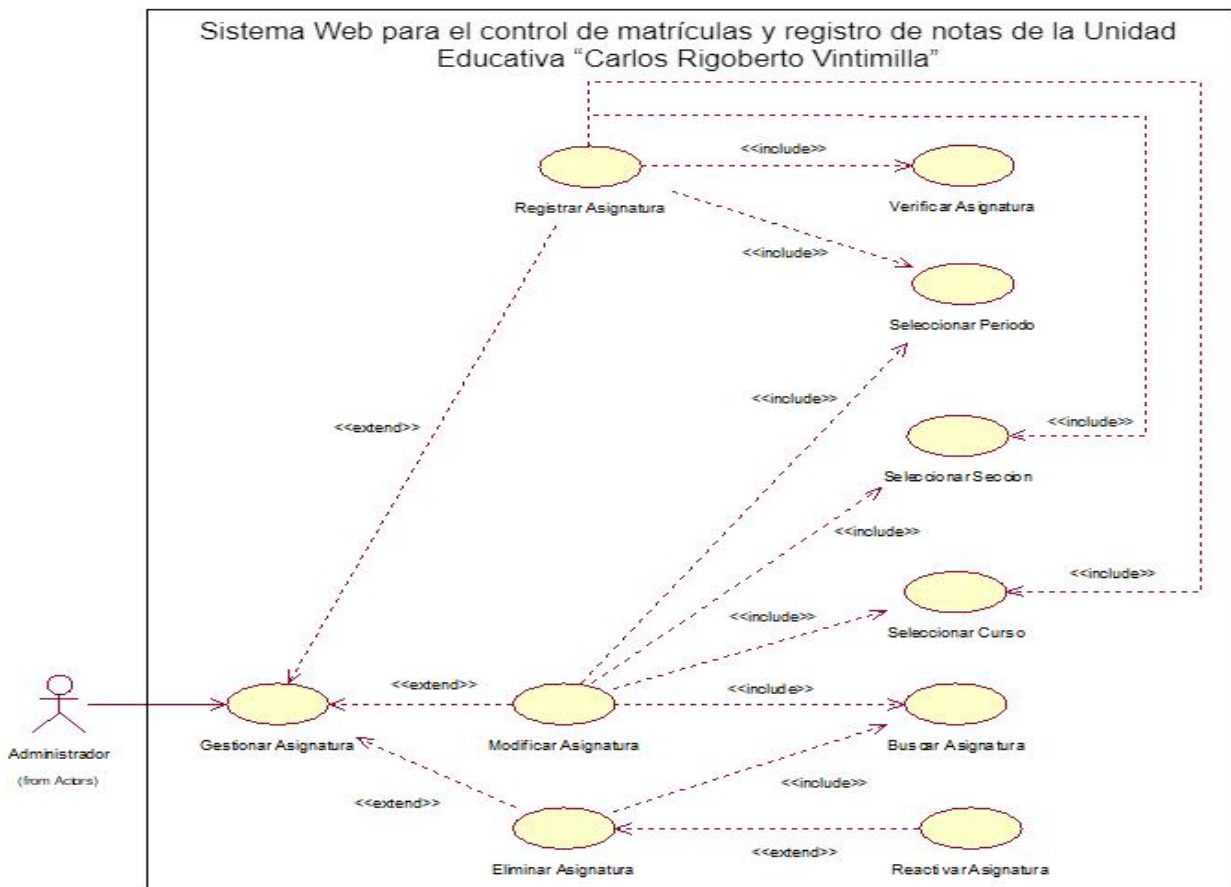 Sistema Web para el control de matrículas y registro de notas de la Unidad
Educativa “Carlos Rigoberto Vintimilla”
<<include>>
Registrar Asignatura
Verificar Asignatura
<<include>>
Seleccionar Periodo
<<include>>
<<extend>>
<<include>>
Seleccionar Seccion
<<include>>
<<include>>
<<include>>
Seleccionar Curso
<<extend>>
<<include>>
Administrador
(from Actors)
Gestionar Asignatura
Modificar Asignatura
Buscar Asignatura
<<include>>
<<extend>>
<<extend>>
Eliminar Asignatura
Reactivar Asignatura